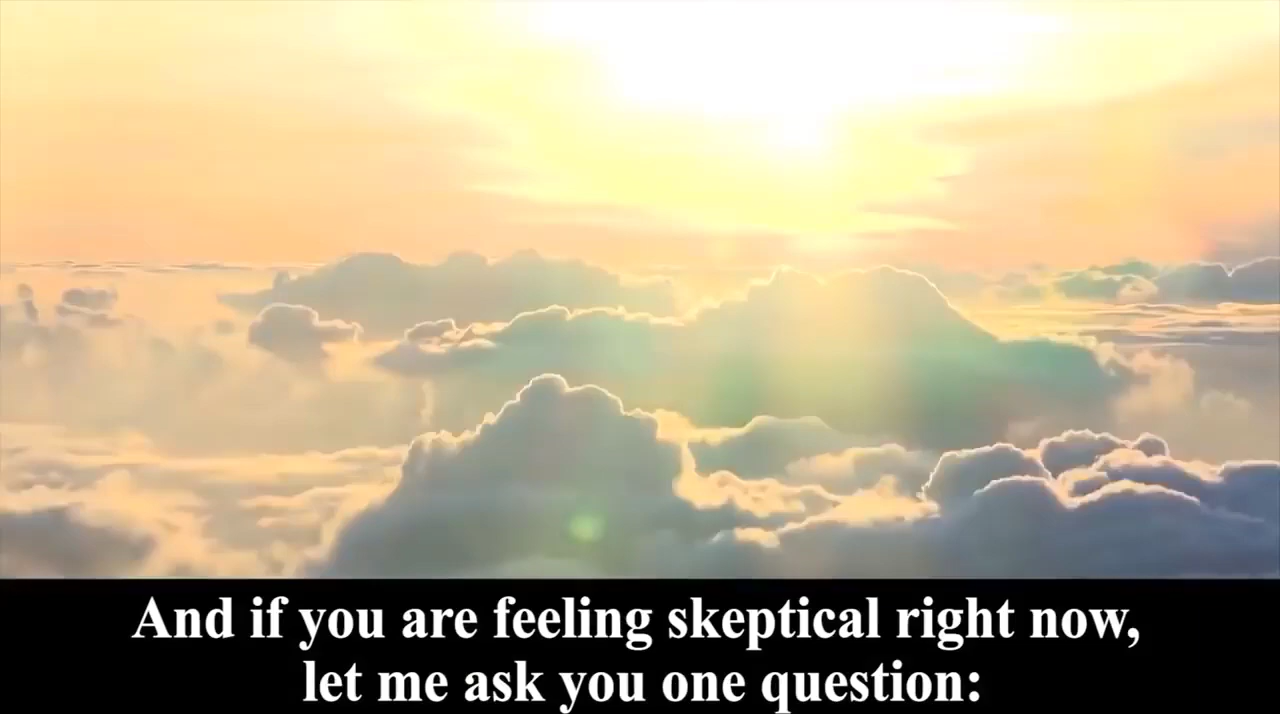 And if you are feeling skeptical right now,
let me ask you one question: